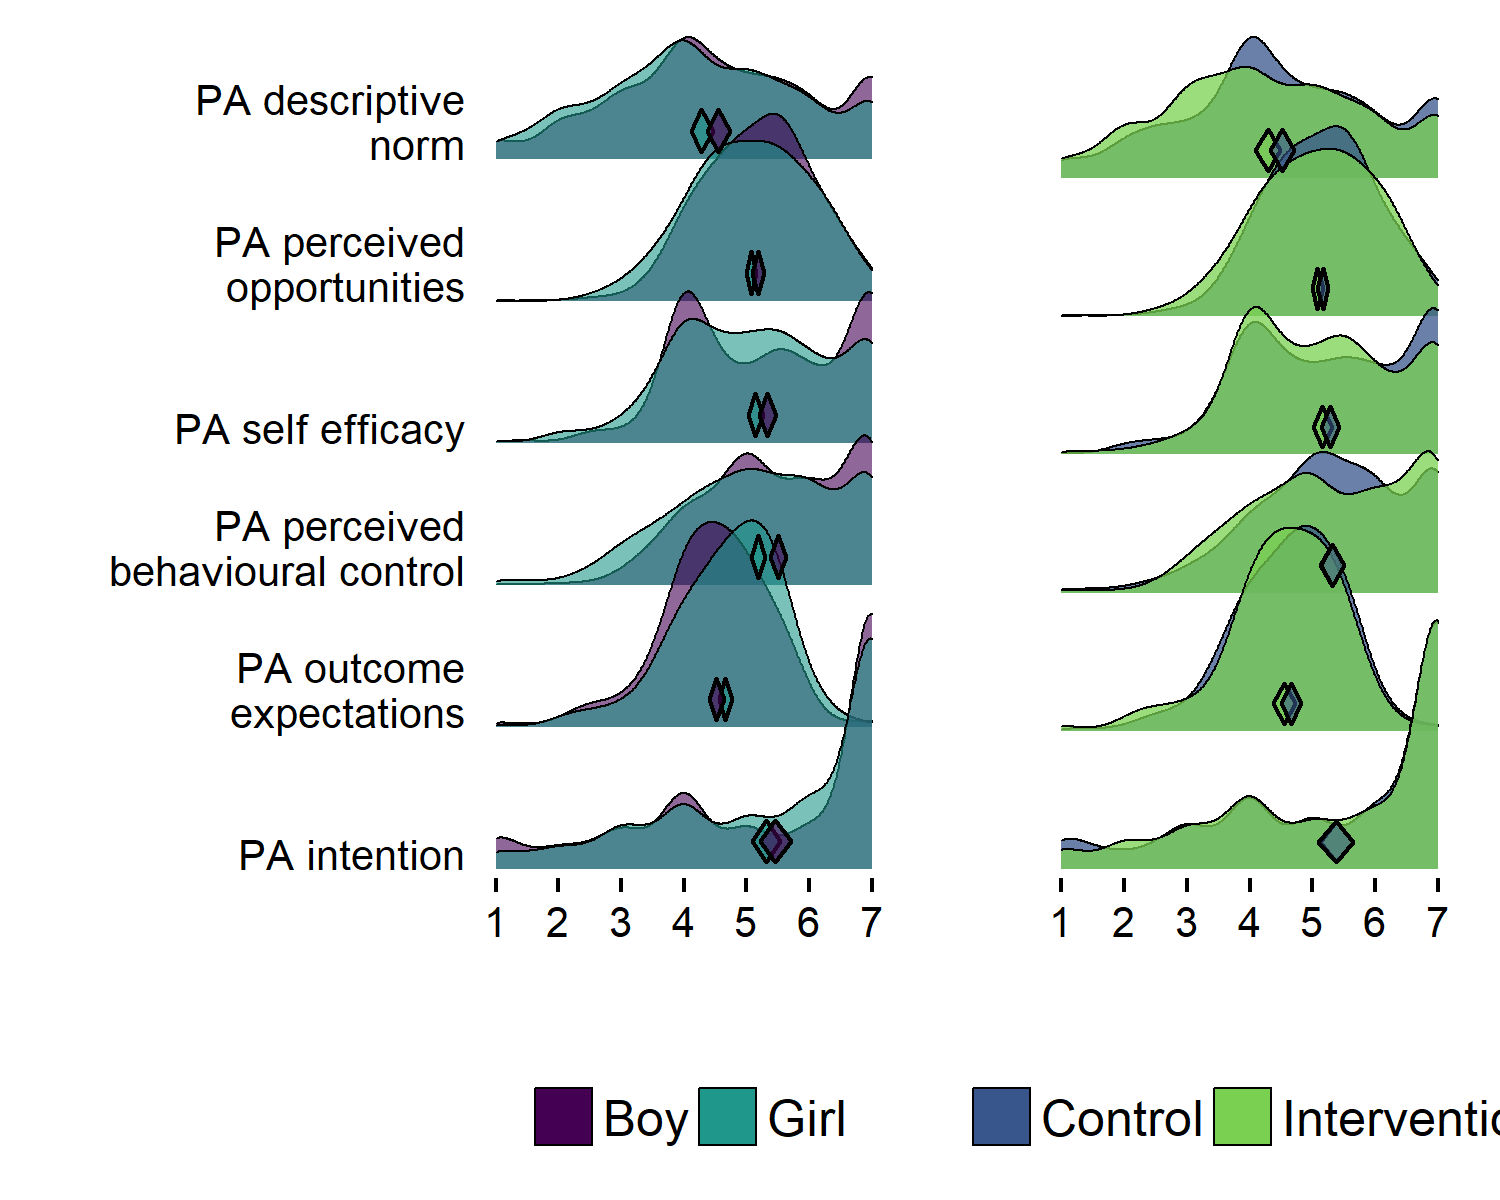 PA descriptive
norm
PA perceived
opportunities
PA self efficacy
PA perceived
behavioural control
PA outcome
expectations
PA intention
1 2 3 4 5 6 7
1 2 3 4 5 6 7
Boy Girl
Control Interventio